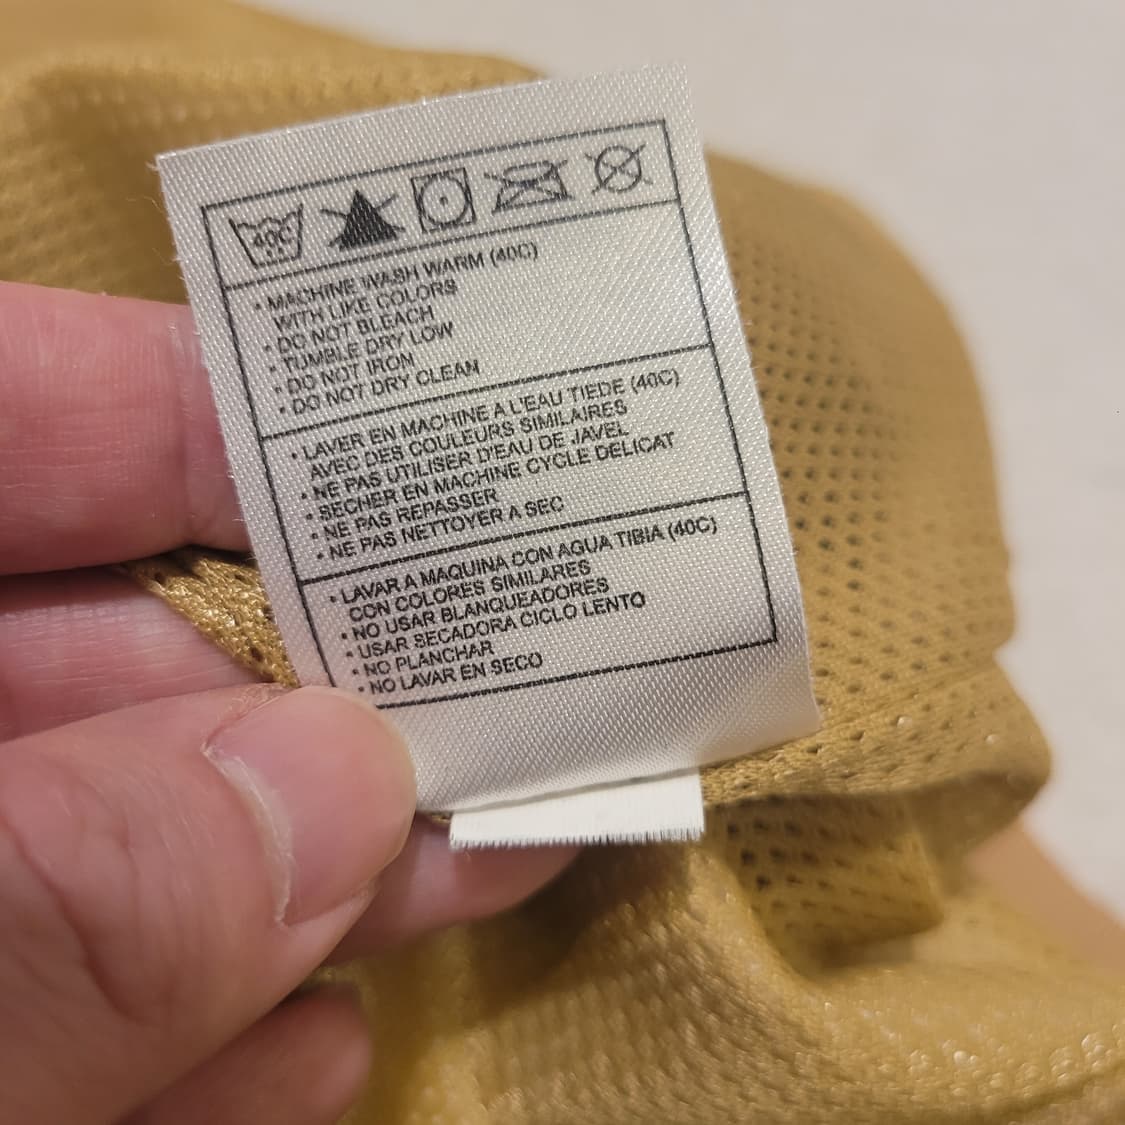 40C
• MACHINE WASH WARM (40C)
WITH LIKE COLORS
• DO NOT BLEACH
• TUMBLE DRY LOW
• DO NOT IRON
• DO NOT DRY CLEAN
• LAVER EN MACHINE A L'EAU TIEDE (40C)
AVEC DES COULEURS SIMILAIRES
• NE PAS UTILISER D'EAU DE JAVEL
• SECHER EN MACHINE CYCLE DELICAT
• NE PAS REPASSER
• NE PAS NETTOYER A SEC
• LAVAR A MAQUINA CON AGUA TIBIA (40C)
CON COLORES SIMILARES
• NO USAR BLANQUEADORES
• USAR SECADORA CICLO LENTO
• NO PLANCHAR
• NO LAVAR EN SECO